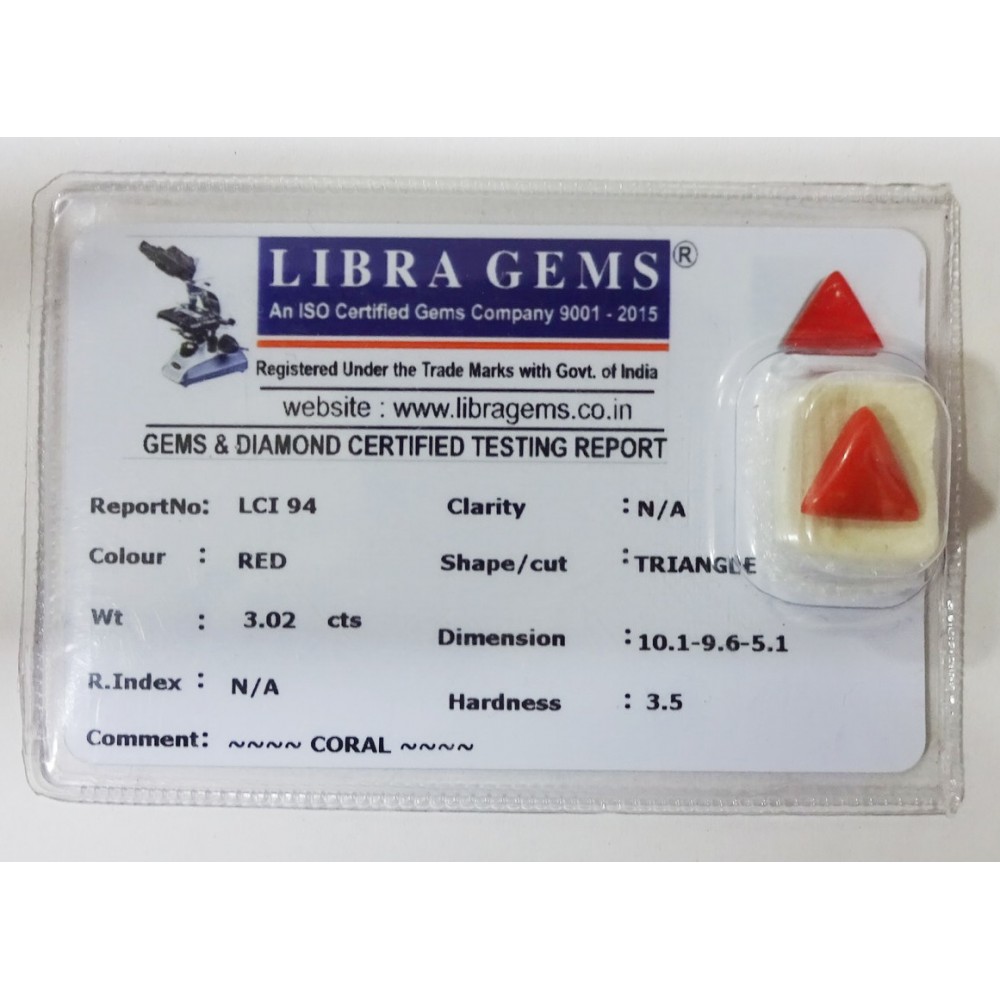 LIBRA GEMS ®
An ISO Certified Gems Company 9001 - 2015
Registered Under the Trade Marks with Govt. of India
website : www.libragems.co.in
GEMS & DIAMOND CERTIFIED TESTING REPORT
ReportNo: LCI 94 Clarity : N/A
Colour : RED Shape/cut : TRIANGLE
Wt : 3.02 cts Dimension : 10.1-9.6-5.1
R.Index : N/A Hardness : 3.5
Comment: ~~~~ CORAL ~~~~